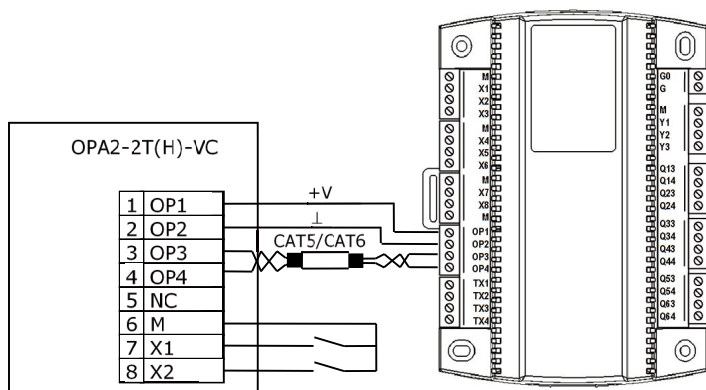 OPA2-2T(H)-VC
1 OP1
2 OP2
3 OP3
4 OP4
5 NC
6 M
7 X1
8 X2
+V
⊥
CAT5/CAT6
M
X1
X2
X3
M
X4
X5
X6
M
X7
X8
M
OP1
OP2
OP3
OP4
TX1
TX2
TX3
TX4
G0
G
M
Y1
Y2
Y3
Q13
Q14
Q23
Q24
Q33
Q34
Q43
Q44
Q53
Q54
Q63
Q64